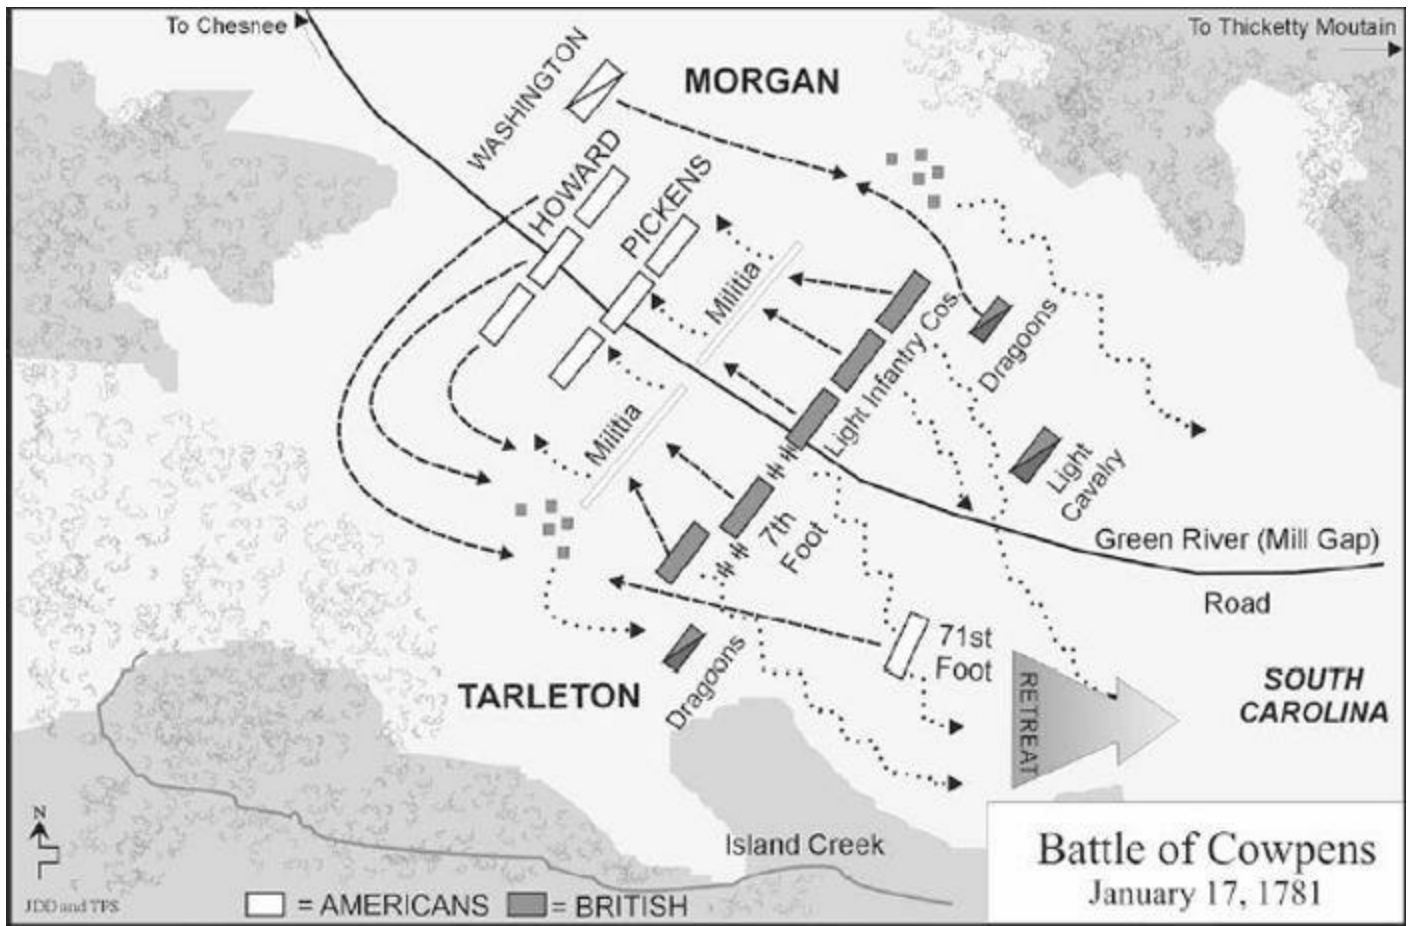 To Chesnee
To Thicketty Moutain
WASHINGTON
MORGAN
HOWARD
PICKENS
Militia
Militia
Light Infantry Cos.
Dragoons
Light
Cavalry
7th
Foot
Green River (Mill Gap)
Road
71st
Foot
Dragoons
TARLETON
RETREAT
SOUTH
CAROLINA
Island Creek
N
JDD and TPS
= AMERICANS
= BRITISH
Battle of Cowpens
January 17, 1781